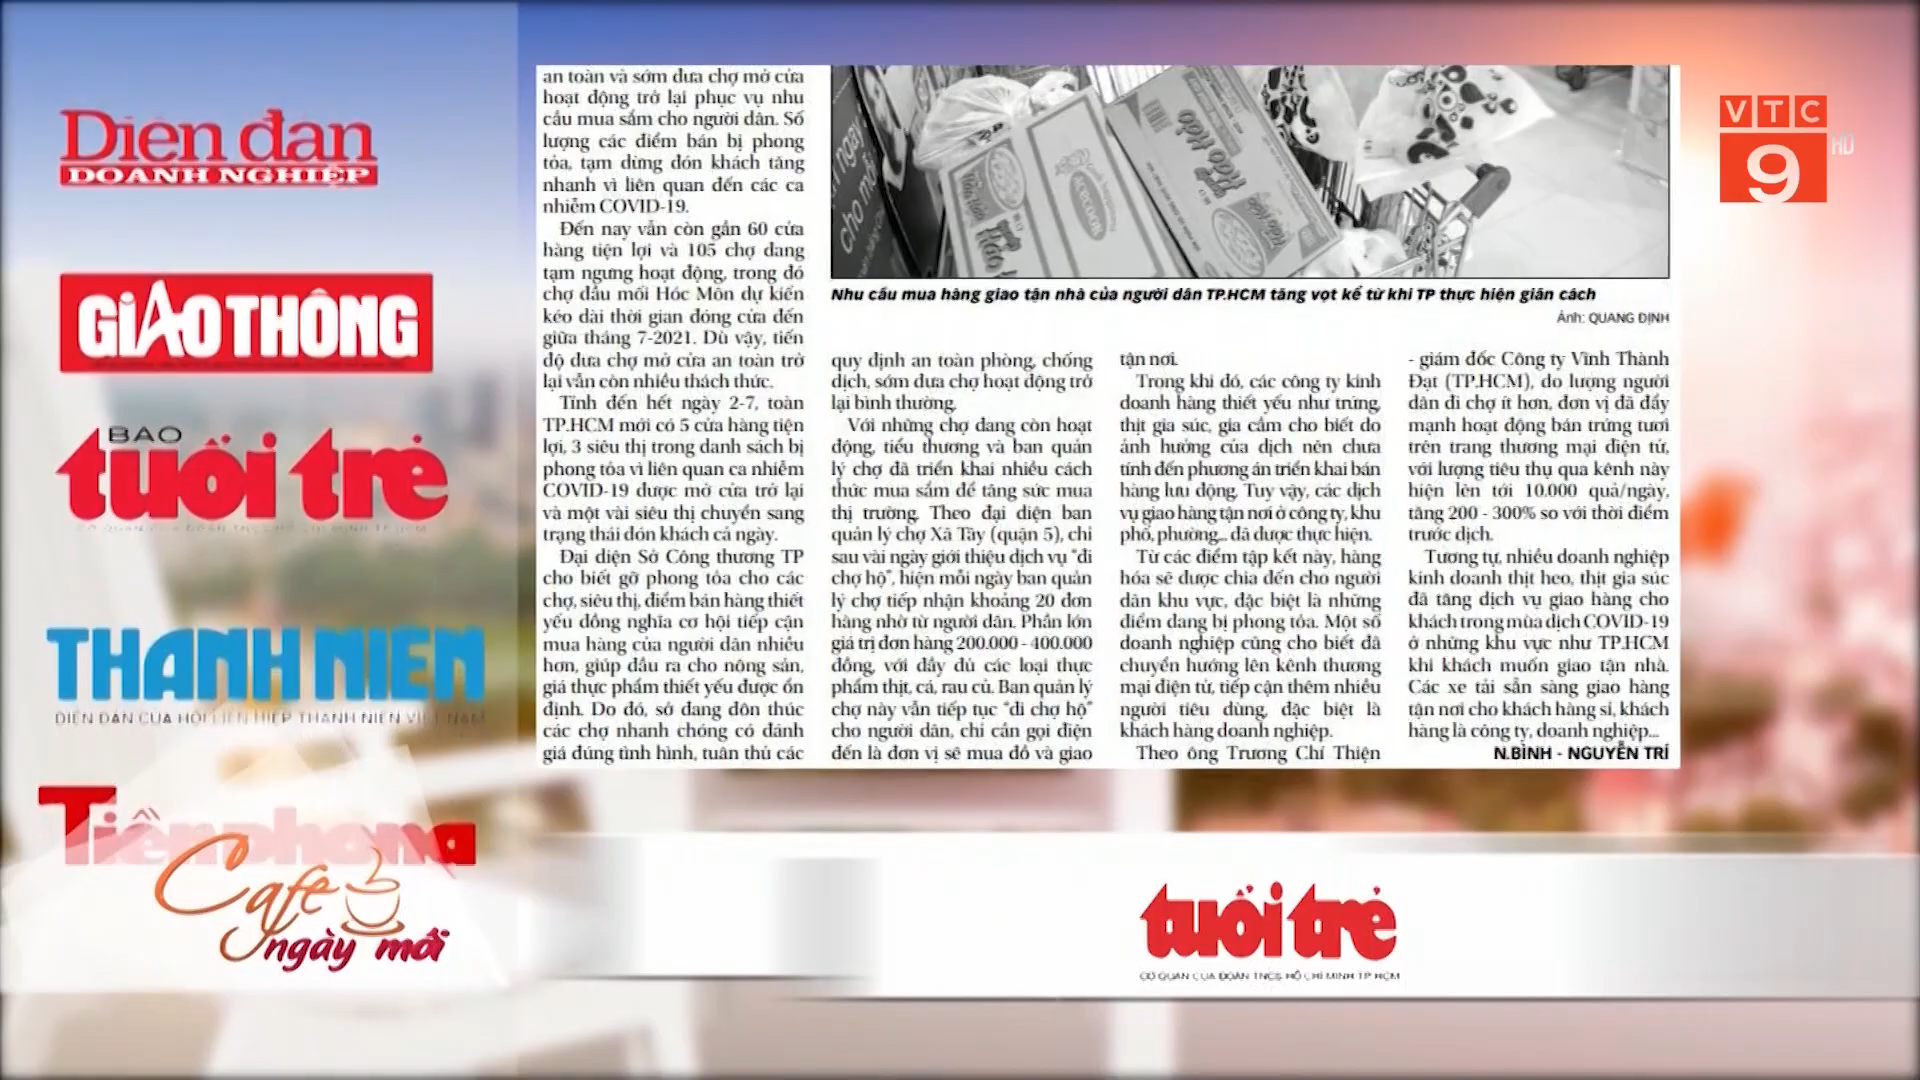 Diễn đàn
DOANH NGHIỆP
GIAO THÔNG
BÁO
tuổi trẻ
THANH NIÊN
DIỄN ĐÀN CỦA HỘI LIÊN HIỆP THANH NIÊN VIỆT NAM
Tiền phong
Cafe
ngày mới
an toàn và sớm đưa chợ mở cửa
hoạt động trở lại phục vụ nhu
cầu mua sắm cho người dân. Số
lượng các điểm bán bị phong
tỏa, tạm dừng đón khách tăng
nhanh vì liên quan đến các ca
nhiễm COVID-19.
Đến nay vẫn còn gần 60 cửa
hàng tiện lợi và 105 chợ đang
tạm ngưng hoạt động, trong đó
chợ đầu mối Hóc Môn dự kiến
kéo dài thời gian đóng cửa đến
giữa tháng 7-2021. Dù vậy, tiến
độ đưa chợ mở cửa an toàn trở
lại vẫn còn nhiều thách thức.
Tính đến hết ngày 2-7, toàn
TP.HCM mới có 5 cửa hàng tiện
lợi, 3 siêu thị trong danh sách bị
phong tỏa vì liên quan ca nhiễm
COVID-19 được mở cửa trở lại
và một vài siêu thị chuyển sang
trạng thái đón khách cả ngày.
Đại diện Sở Công thương TP
cho biết gỡ phong tỏa cho các
chợ, siêu thị, điểm bán hàng thiết
yếu đồng nghĩa cơ hội tiếp cận
mua hàng của người dân nhiều
hơn, giúp đầu ra cho nông sản,
giá thực phẩm thiết yếu được ổn
định. Do đó, sở đang đôn thúc
các chợ nhanh chóng có đánh
giá đúng tình hình, tuân thủ các
Nhu cầu mua hàng giao tận nhà của người dân TP.HCM tăng vọt kể từ khi TP thực hiện giãn cách
Ảnh: QUANG ĐỊNH
quy định an toàn phòng, chống
dịch, sớm đưa chợ hoạt động trở
lại bình thường.
Với những chợ đang còn hoạt
động, tiểu thương và ban quản
lý chợ đã triển khai nhiều cách
thức mua sắm để tăng sức mua
thị trường. Theo đại diện ban
quản lý chợ Xã Tây (quận 5), chỉ
sau vài ngày giới thiệu dịch vụ "đi
chợ hộ", hiện mỗi ngày ban quản
lý chợ tiếp nhận khoảng 20 đơn
hàng nhờ từ người dân. Phần lớn
giá trị đơn hàng 200.000 - 400.000
đồng, với đầy đủ các loại thực
phẩm thịt, cá, rau củ. Ban quản lý
chợ này vẫn tiếp tục "đi chợ hộ"
cho người dân, chỉ cần gọi điện
đến là đơn vị sẽ mua đồ và giao
tận nơi.
Trong khi đó, các công ty kinh
doanh hàng thiết yếu như trứng,
thịt gia súc, gia cầm cho biết do
ảnh hưởng của dịch nên chưa
tính đến phương án triển khai bán
hàng lưu động. Tuy vậy, các dịch
vụ giao hàng tận nơi ở công ty, khu
phố, phường... đã được thực hiện.
Từ các điểm tập kết này, hàng
hóa sẽ được chia đến cho người
dân khu vực, đặc biệt là những
điểm đang bị phong tỏa. Một số
doanh nghiệp cũng cho biết đã
chuyển hướng lên kênh thương
mại điện tử, tiếp cận thêm nhiều
người tiêu dùng, đặc biệt là
khách hàng doanh nghiệp.
Theo ông Trương Chí Thiện
- giám đốc Công ty Vĩnh Thành
Đạt (TP.HCM), do lượng người
dân đi chợ ít hơn, đơn vị đã đẩy
mạnh hoạt động bán trứng tươi
trên trang thương mại điện tử,
với lượng tiêu thụ qua kênh này
hiện lên tới 10.000 quả/ngày,
tăng 200 - 300% so với thời điểm
trước dịch.
Tương tự, nhiều doanh nghiệp
kinh doanh thịt heo, thịt gia súc
đã tăng dịch vụ giao hàng cho
khách trong mùa dịch COVID-19
ở những khu vực như TP.HCM
khi khách muốn giao tận nhà.
Các xe tải sẵn sàng giao hàng
tận nơi cho khách hàng sỉ, khách
hàng là công ty, doanh nghiệp...
N.BÌNH - NGUYỄN TRÍ
VTC
9
HD
tuổi trẻ
CƠ QUAN CỦA ĐOÀN TNCS HỒ CHÍ MINH TP HCM